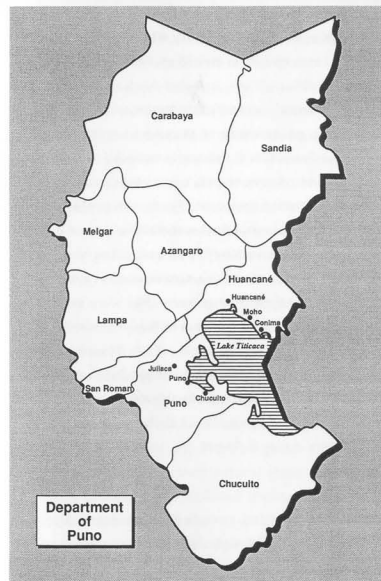 Carabaya
Sandia
Melgar
Azangaro
Huancané
Huancané
Moho
Conima
Lampa
Lake Titicaca
Juliaca
San Roman
Puno
Puno
Chucuito
Chucuito
Department
of
Puno